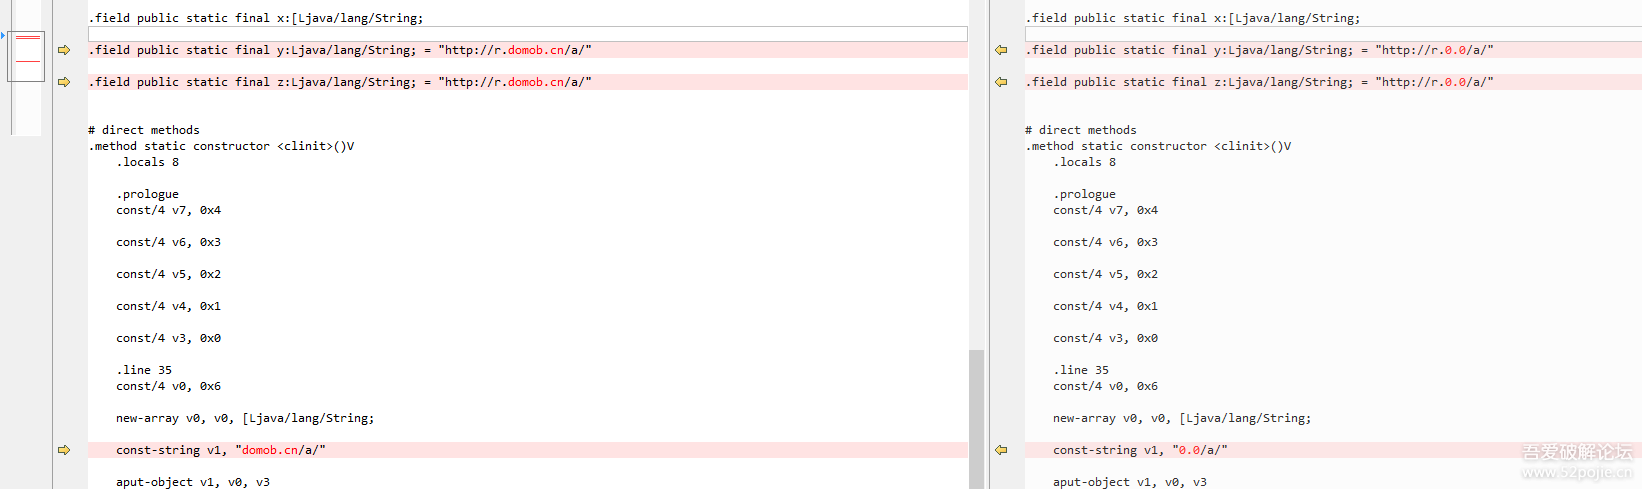 .field public static final x:[Ljava/lang/String;
.field public static final y:Ljava/lang/String; = "http://r.domob.cn/a/"
.field public static final z:Ljava/lang/String; = "http://r.domob.cn/a/"
# direct methods
.method static constructor <clinit>()V
.locals 8
.prologue
const/4 v7, 0x4
const/4 v6, 0x3
const/4 v5, 0x2
const/4 v4, 0x1
const/4 v3, 0x0
.line 35
const/4 v0, 0x6
new-array v0, v0, [Ljava/lang/String;
const-string v1, "domob.cn/a/"
aput-object v1, v0, v3
.field public static final x:[Ljava/lang/String;
.field public static final y:Ljava/lang/String; = "http://r.0.0/a/"
.field public static final z:Ljava/lang/String; = "http://r.0.0/a/"
# direct methods
.method static constructor <clinit>()V
.locals 8
.prologue
const/4 v7, 0x4
const/4 v6, 0x3
const/4 v5, 0x2
const/4 v4, 0x1
const/4 v3, 0x0
.line 35
const/4 v0, 0x6
new-array v0, v0, [Ljava/lang/String;
const-string v1, "0.0/a/"
aput-object v1, v0, v3
吾爱破解论坛
www.52pojie.cn